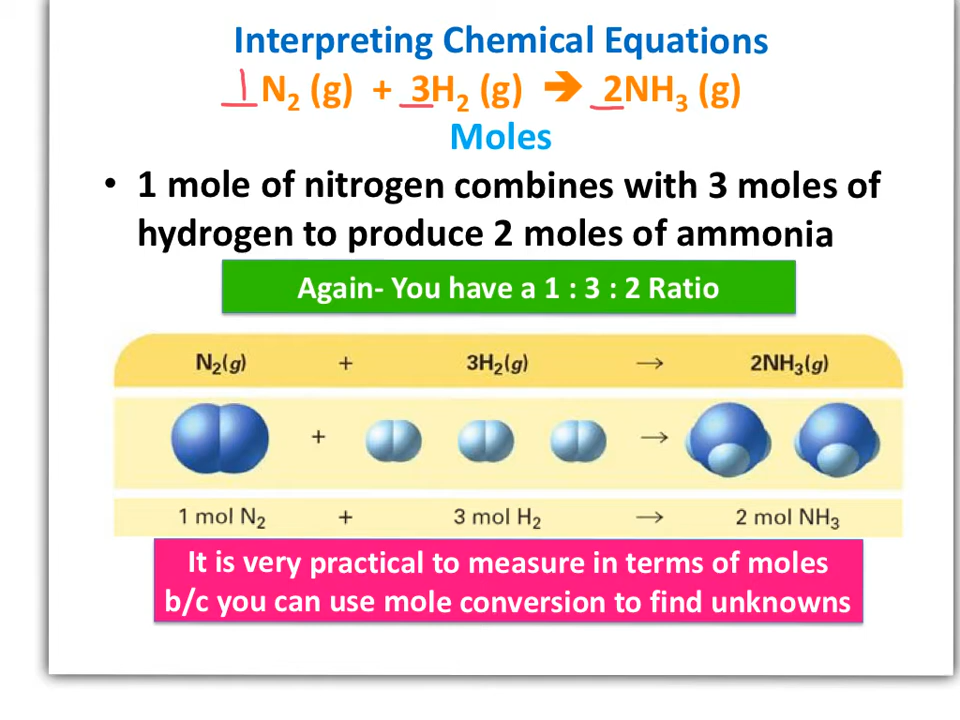 Interpreting Chemical Equations
1 N₂ (g) + 3H₂ (g) → 2NH₃ (g)
Moles
• 1 mole of nitrogen combines with 3 moles of
hydrogen to produce 2 moles of ammonia
Again- You have a 1 : 3 : 2 Ratio
N₂(g) + 3H₂(g) → 2NH₃(g)
+ →
1 mol N₂ + 3 mol H₂ → 2 mol NH₃
It is very practical to measure in terms of moles
b/c you can use mole conversion to find unknowns